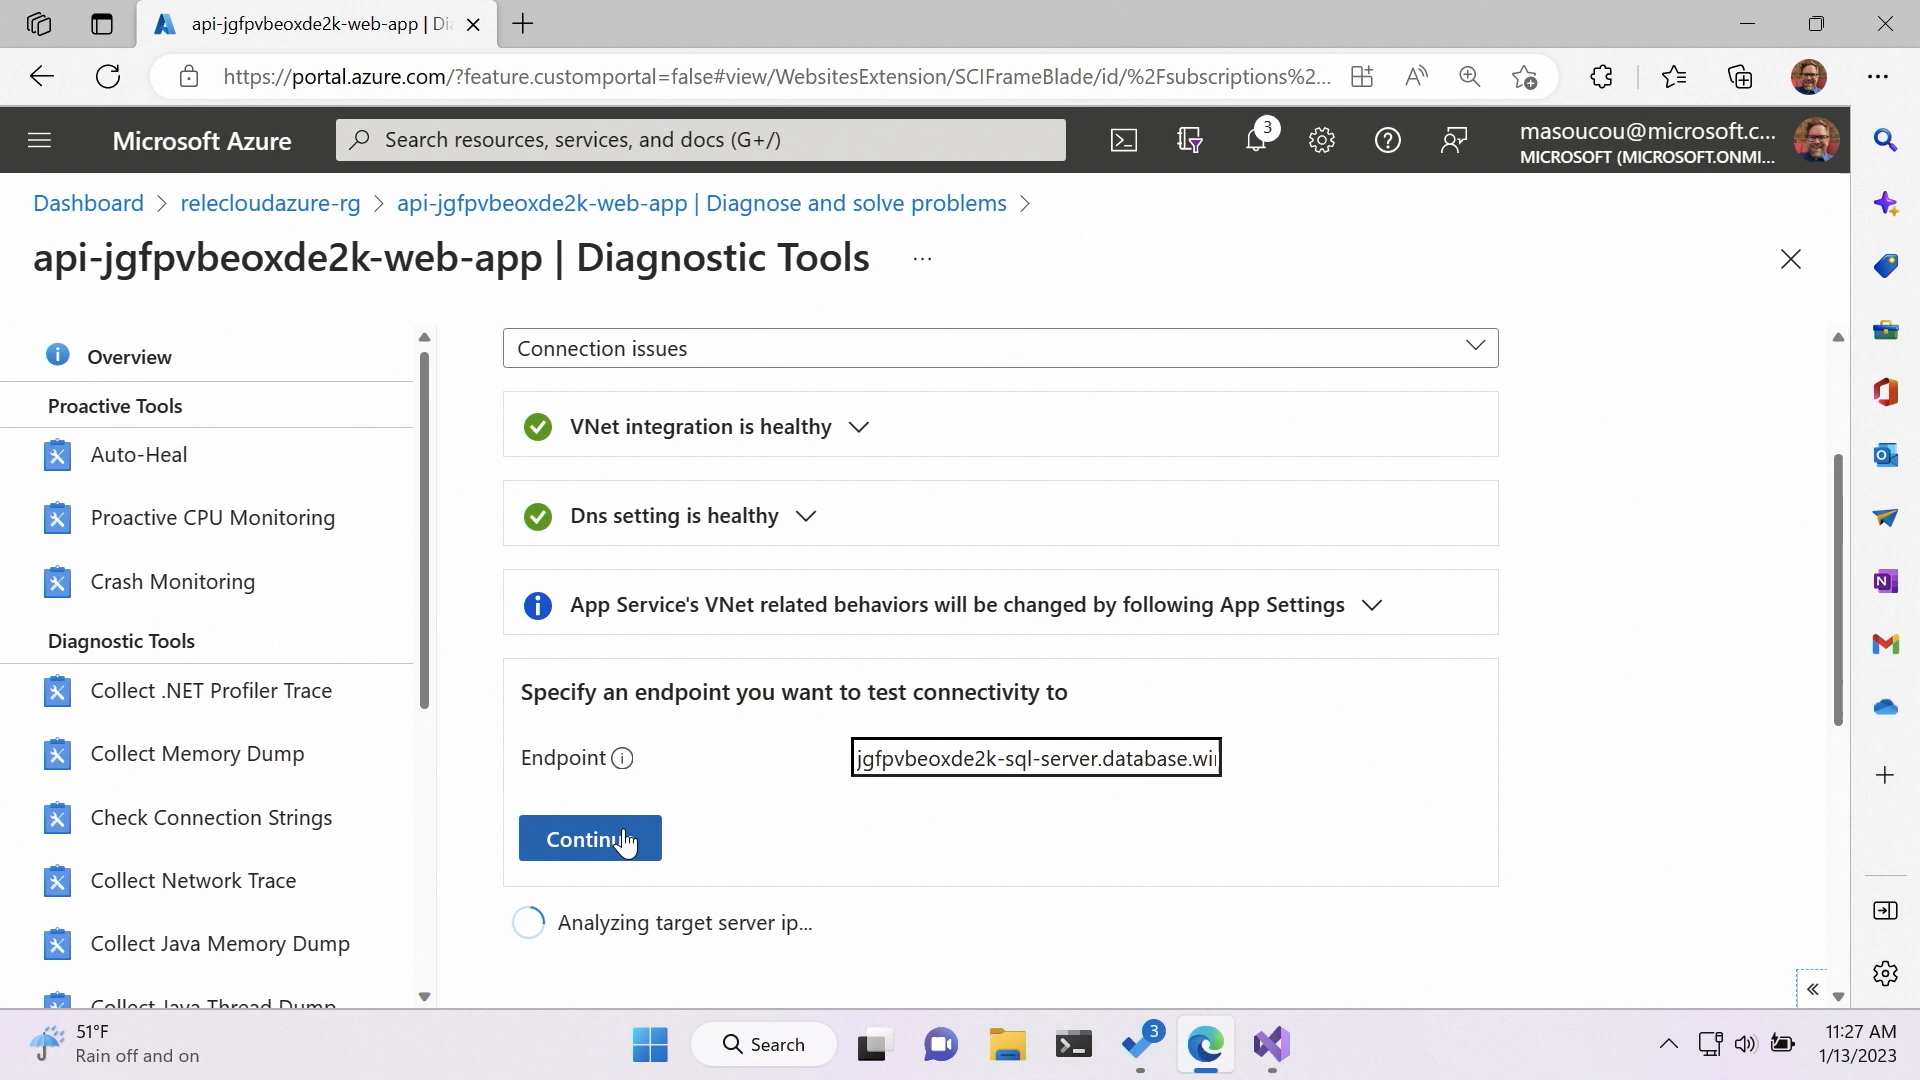 api-jgfpvbeoxde2k-web-app | Di
https://portal.azure.com/?feature.customportal=false#view/WebsitesExtension/SCIFrameBlade/id/%2Fsubscriptions%2...
Microsoft Azure
Search resources, services, and docs (G+/)
3
masoucou@microsoft.c...
MICROSOFT (MICROSOFT.ONMI...
Dashboard > relecloudazure-rg > api-jgfpvbeoxde2k-web-app | Diagnose and solve problems >
api-jgfpvbeoxde2k-web-app | Diagnostic Tools ...
Overview
Proactive Tools
Auto-Heal
Proactive CPU Monitoring
Crash Monitoring
Diagnostic Tools
Collect .NET Profiler Trace
Collect Memory Dump
Check Connection Strings
Collect Network Trace
Collect Java Memory Dump
Collect Java Thread Dump
Connection issues
VNet integration is healthy
Dns setting is healthy
App Service's VNet related behaviors will be changed by following App Settings
Specify an endpoint you want to test connectivity to
Endpoint
jgfpvbeoxde2k-sql-server.database.wi
Continue
Analyzing target server ip...
51°F
Rain off and on
Search
3
11:27 AM
1/13/2023